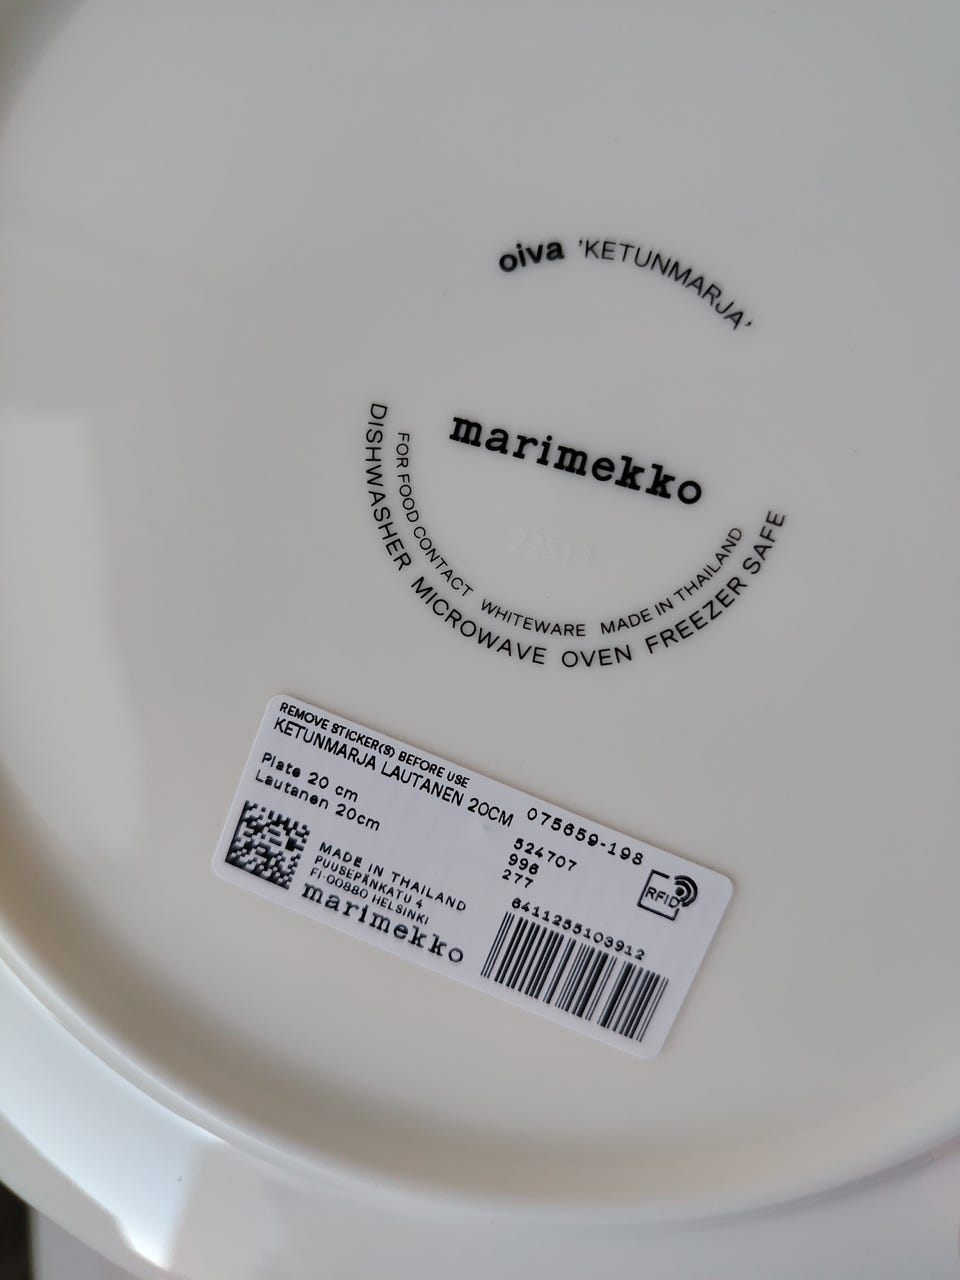 oiva 'KETUNMARJA'
marimekko
FOR FOOD CONTACT WHITEWARE MADE IN THAILAND
DISHWASHER MICROWAVE OVEN FREEZER SAFE
REMOVE STICKER(S) BEFORE USE
KETUNMARJA LAUTANEN 20CM 075659-198
Plate 20 cm
Lautanen 20cm
524707
996
277
RFID
MADE IN THAILAND
PUUSEPÄNKATU 4
FI-00880 HELSINKI
marimekko
6411255103912